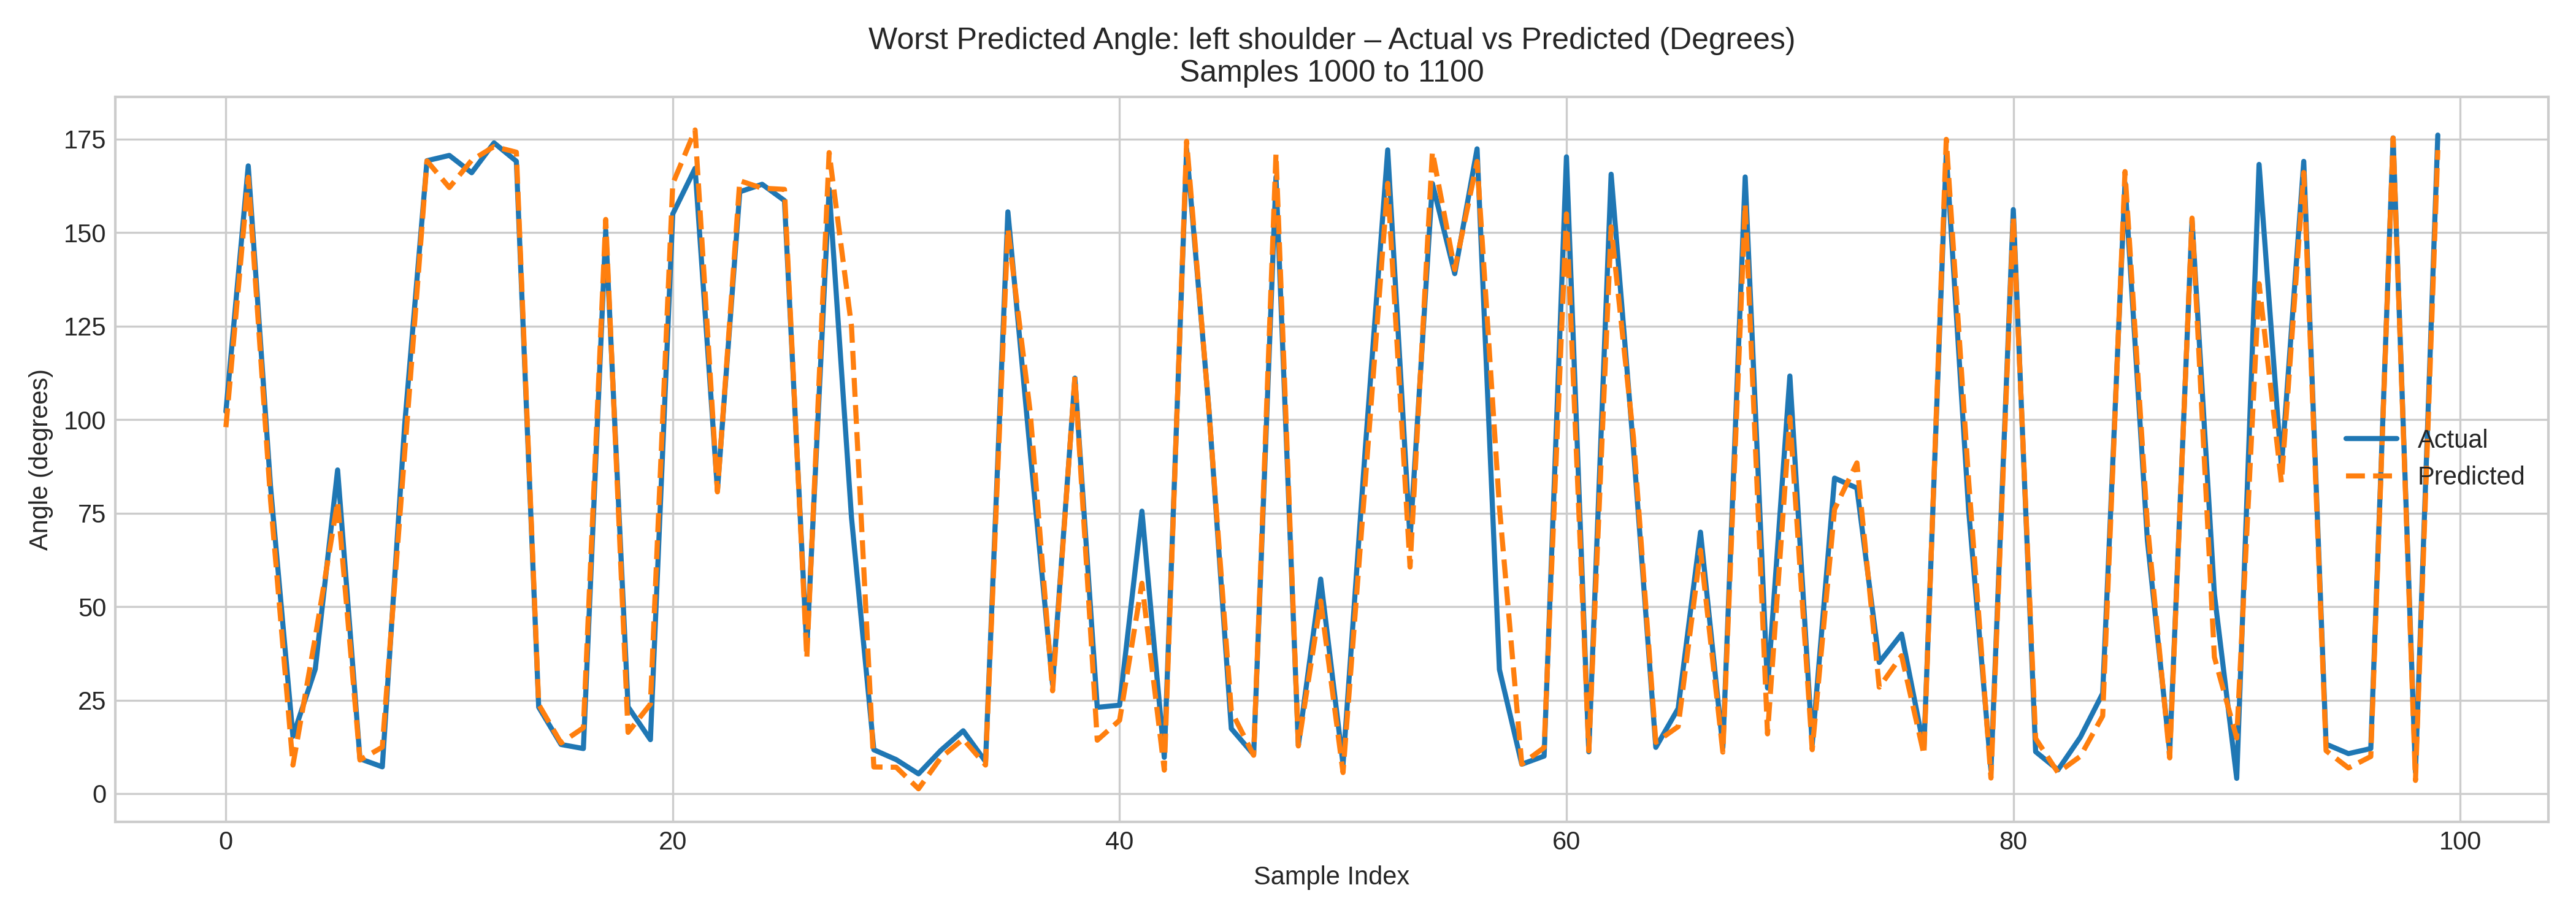 Worst Predicted Angle: left shoulder – Actual vs Predicted (Degrees)
Samples 1000 to 1100
175
150
125
100
75
50
25
0
Angle (degrees)
Actual
Predicted
0 20 40 60 80 100
Sample Index